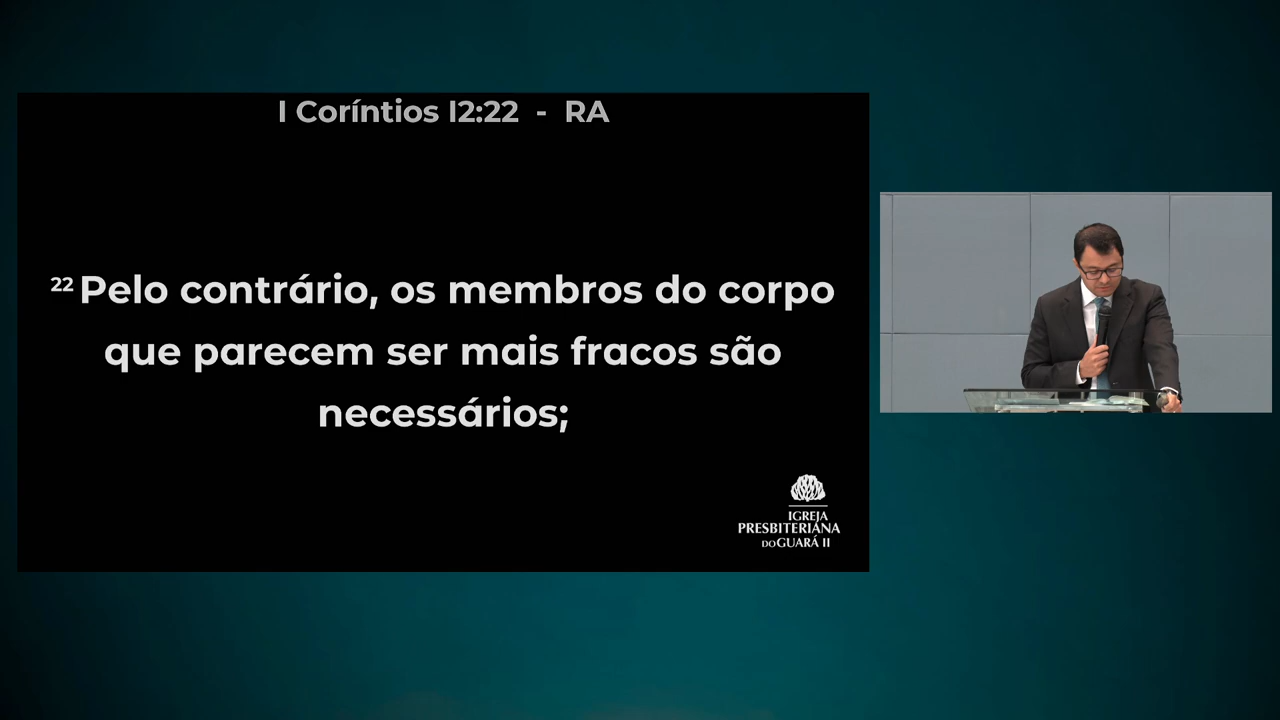 I Coríntios I2:22 - RA
22 Pelo contrário, os membros do corpo
que parecem ser mais fracos são
necessários;
IGREJA
PRESBITERIANA
DO GUARÁ II